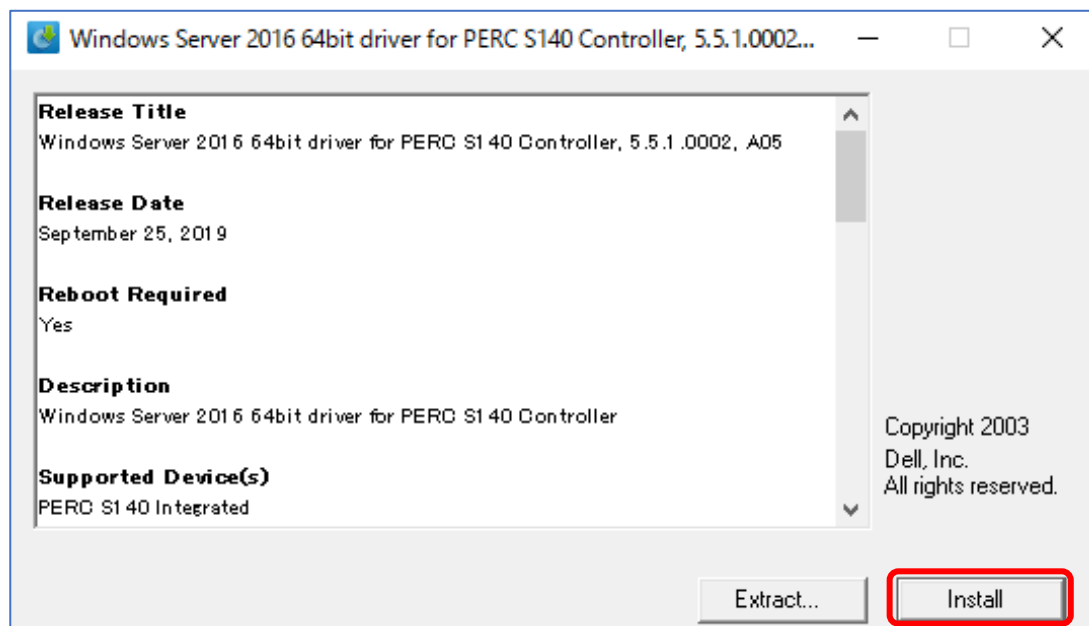 Windows Server 2016 64bit driver for PERC S140 Controller, 5.5.1.0002...
Release Title
Windows Server 2016 64bit driver for PERC S140 Controller, 5.5.1.0002, A05
Release Date
September 25, 2019
Reboot Required
Yes
Description
Windows Server 2016 64bit driver for PERC S140 Controller
Supported Device(s)
PERC S140 Integrated
Copyright 2003
Dell, Inc.
All rights reserved.
Extract...
Install